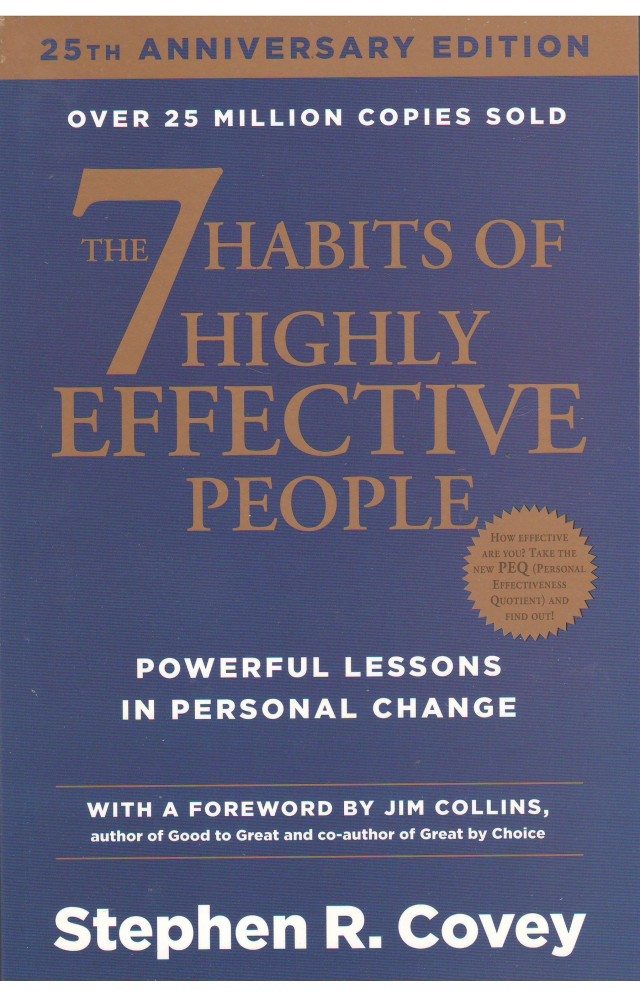 25TH ANNIVERSARY EDITION
OVER 25 MILLION COPIES SOLD
THE 7 HABITS OF
HIGHLY
EFFECTIVE
PEOPLE
HOW EFFECTIVE
ARE YOU? TAKE THE
NEW PEQ (PERSONAL
EFFECTIVENESS
QUOTIENT) AND
FIND OUT!
POWERFUL LESSONS
IN PERSONAL CHANGE
WITH A FOREWORD BY JIM COLLINS,
author of Good to Great and co-author of Great by Choice
Stephen R. Covey